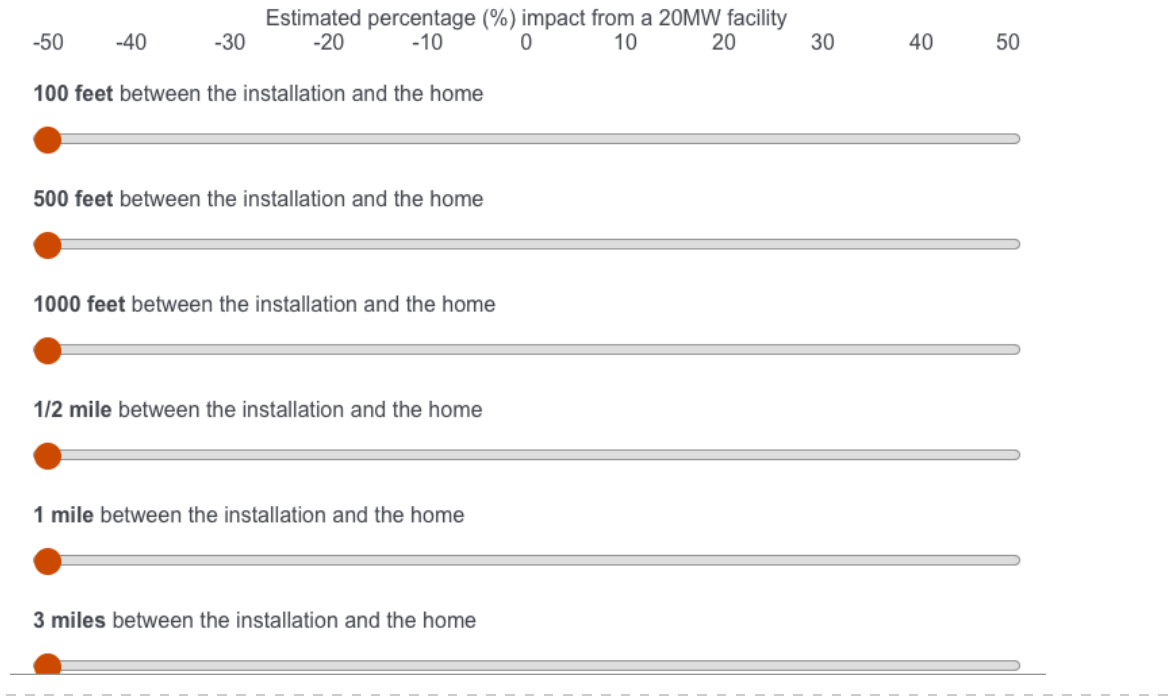 Estimated percentage (%) impact from a 20MW facility
-50 -40 -30 -20 -10 0 10 20 30 40 50
100 feet between the installation and the home
500 feet between the installation and the home
1000 feet between the installation and the home
1/2 mile between the installation and the home
1 mile between the installation and the home
3 miles between the installation and the home